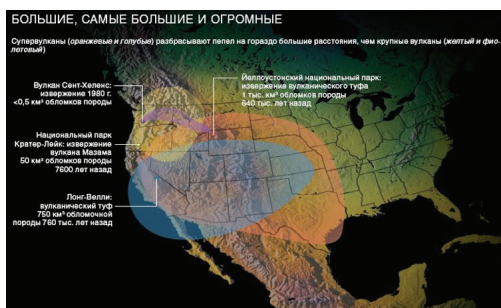 БОЛЬШИЕ, САМЫЕ БОЛЬШИЕ И ОГРОМНЫЕ
Супервулканы (оранжевые и голубые) разбрасывают пепел на гораздо большие расстояния, чем крупные вулканы (желтый и фио-
летовый)
Вулкан Сент-Хеленс:
извержение 1980 г.
<0,5 км³ обломков породы
Йеллоустонский национальный парк:
извержение вулканического туфа
1 тыс. км³ обломков породы
640 тыс. лет назад
Национальный парк
Кратер-Лейк: извержение
вулкана Мазама
50 км³ обломков породы
7600 лет назад
Лонг-Велли:
вулканический туф
750 км³ обломочной
породы 760 тыс. лет назад